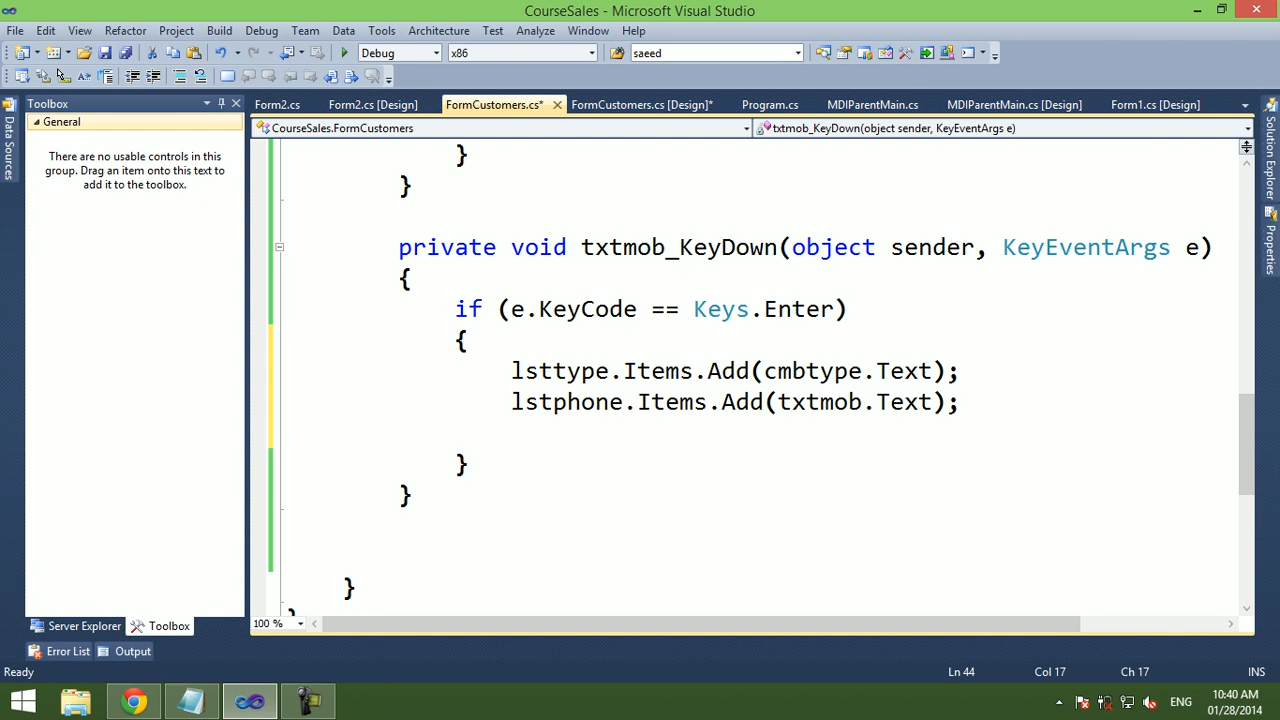 CourseSales - Microsoft Visual Studio
File Edit View Refactor Project Build Debug Team Data Tools Architecture Test Analyze Window Help
Debug x86 saeed
Toolbox
Form2.cs Form2.cs [Design] FormCustomers.cs* FormCustomers.cs [Design]* Program.cs MDIParentMain.cs MDIParentMain.cs [Design] Form1.cs [Design]
General
CourseSales.FormCustomers txtmob_KeyDown(object sender, KeyEventArgs e)
There are no usable controls in this
group. Drag an item onto this text to
add it to the toolbox.
Data Sources
Solution Explorer
Properties
}
}
private void txtmob_KeyDown(object sender, KeyEventArgs e)
{
if (e.KeyCode == Keys.Enter)
{
lsttype.Items.Add(cmbtype.Text);
lstphone.Items.Add(txtmob.Text);
}
}
}
}
100 %
Server Explorer Toolbox
Error List Output
Ready Ln 44 Col 17 Ch 17 INS
ENG 10:40 AM
01/28/2014